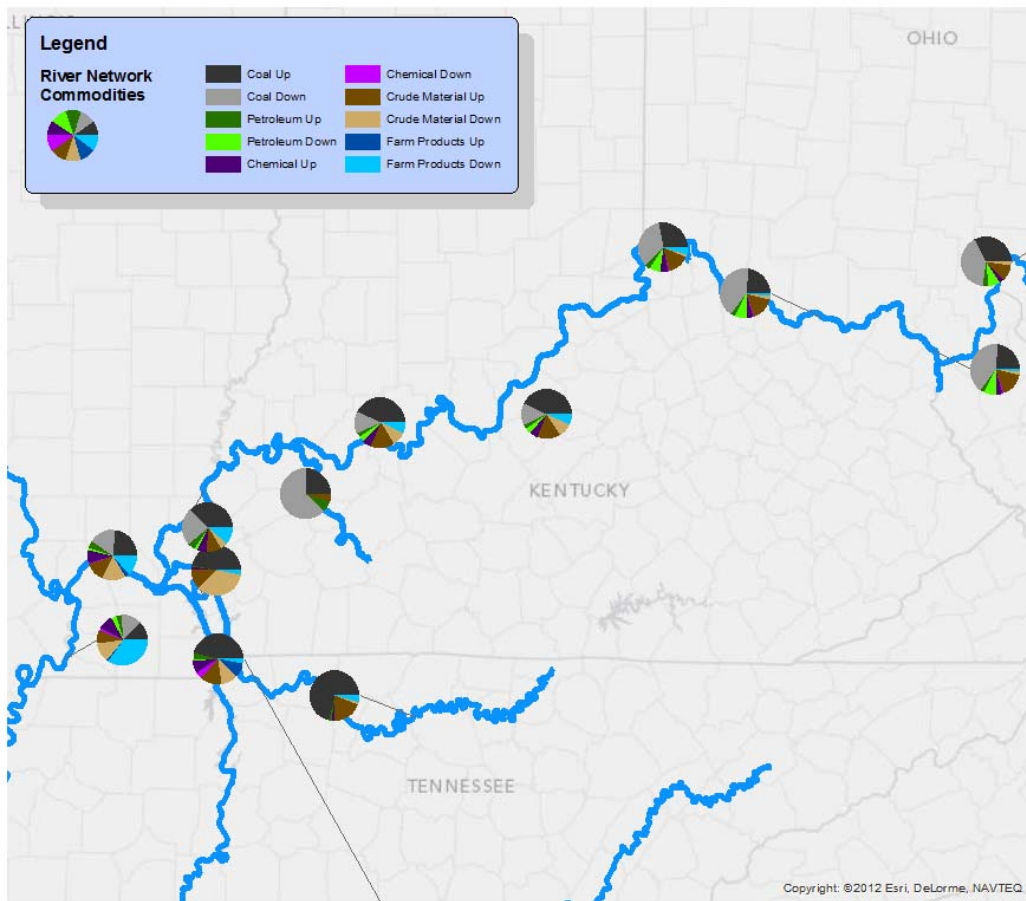 ILLINOIS
OHIO
Legend
River Network
Commodities
Coal Up
Coal Down
Petroleum Up
Petroleum Down
Chemical Up
Chemical Down
Crude Material Up
Crude Material Down
Farm Products Up
Farm Products Down
KENTUCKY
TENNESSEE
Copyright: ©2012 Esri, DeLorme, NAVTEQ